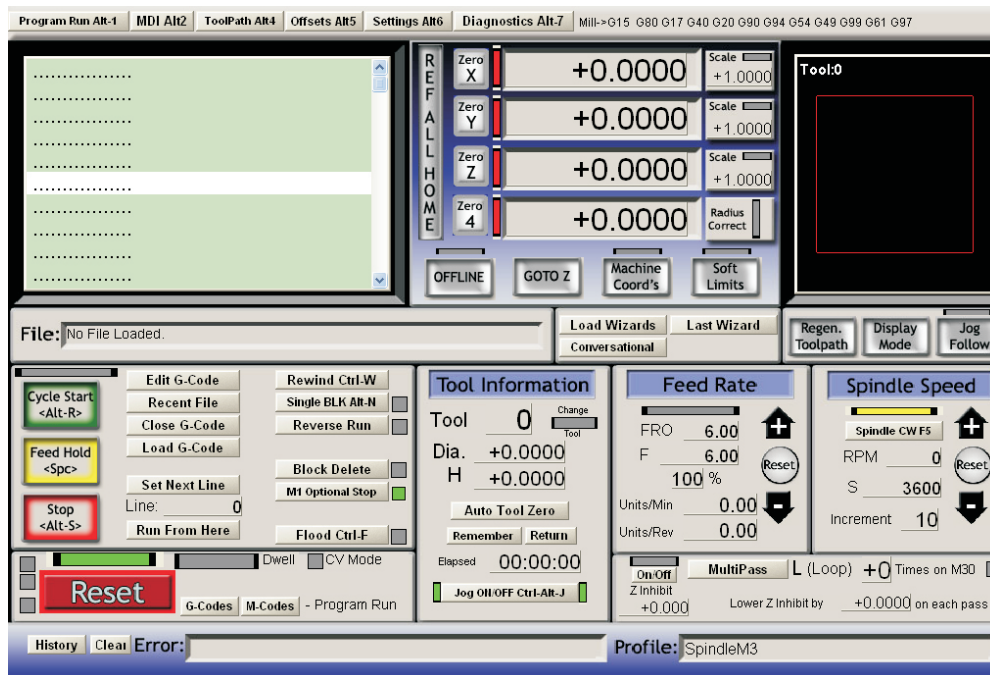 Program Run Alt-1 MDI Alt2 ToolPath Alt4 Offsets Alt5 Settings Alt6 Diagnostics Alt-7 Mill->G15 G80 G17 G40 G20 G90 G94 G54 G49 G99 G61 G97
................
................
................
................
................
................
................
................
................
REF ALL HOME
Zero X +0.0000 Scale +1.0000
Zero Y +0.0000 Scale +1.0000
Zero Z +0.0000 Scale +1.0000
Zero 4 +0.0000 Radius Correct
OFFLINE GOTO Z Machine Coord's Soft Limits
Tool:0
File: No File Loaded.
Load Wizards Last Wizard
Conversational
Regen. Toolpath Display Mode Jog Follow
Cycle Start <Alt-R>
Feed Hold <Spc>
Stop <Alt-S>
Edit G-Code
Recent File
Close G-Code
Load G-Code
Set Next Line
Line: 0
Run From Here
Rewind Ctrl-W
Single BLK Alt-N
Reverse Run
Block Delete
M1 Optional Stop
Flood Ctrl-F
Dwell CV Mode
Reset
G-Codes M-Codes - Program Run
Tool Information
Tool 0 Change Tool
Dia. +0.0000
H +0.0000
Auto Tool Zero
Remember Return
Elapsed 00:00:00
Jog ON/OFF Ctrl-Alt-J
Feed Rate
FRO 6.00
F 6.00
100 %
Reset
Units/Min 0.00
Units/Rev 0.00
Spindle Speed
Spindle CW F5
RPM 0
Reset
S 3600
Increment 10
On/Off MultiPass L (Loop) +0 Times on M30
Z Inhibit
+0.000 Lower Z Inhibit by +0.0000 on each pass
History Clear Error:
Profile: SpindleM3